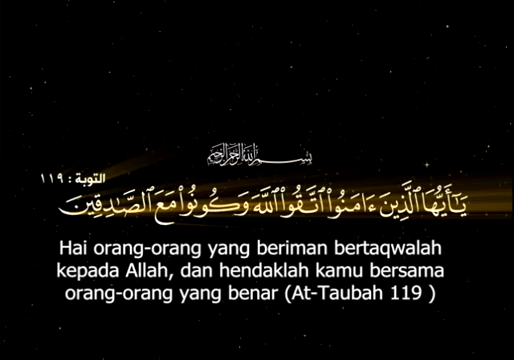 بسم الله الرحمن الرحيم
التوبة : ١١٩
يَـٰٓأَيُّهَا ٱلَّذِينَ ءَامَنُوا۟ ٱتَّقُوا۟ ٱللَّهَ وَكُونُوا۟ مَعَ ٱلصَّـٰدِقِينَ
Hai orang-orang yang beriman bertaqwalah
kepada Allah, dan hendaklah kamu bersama
orang-orang yang benar (At-Taubah 119 )